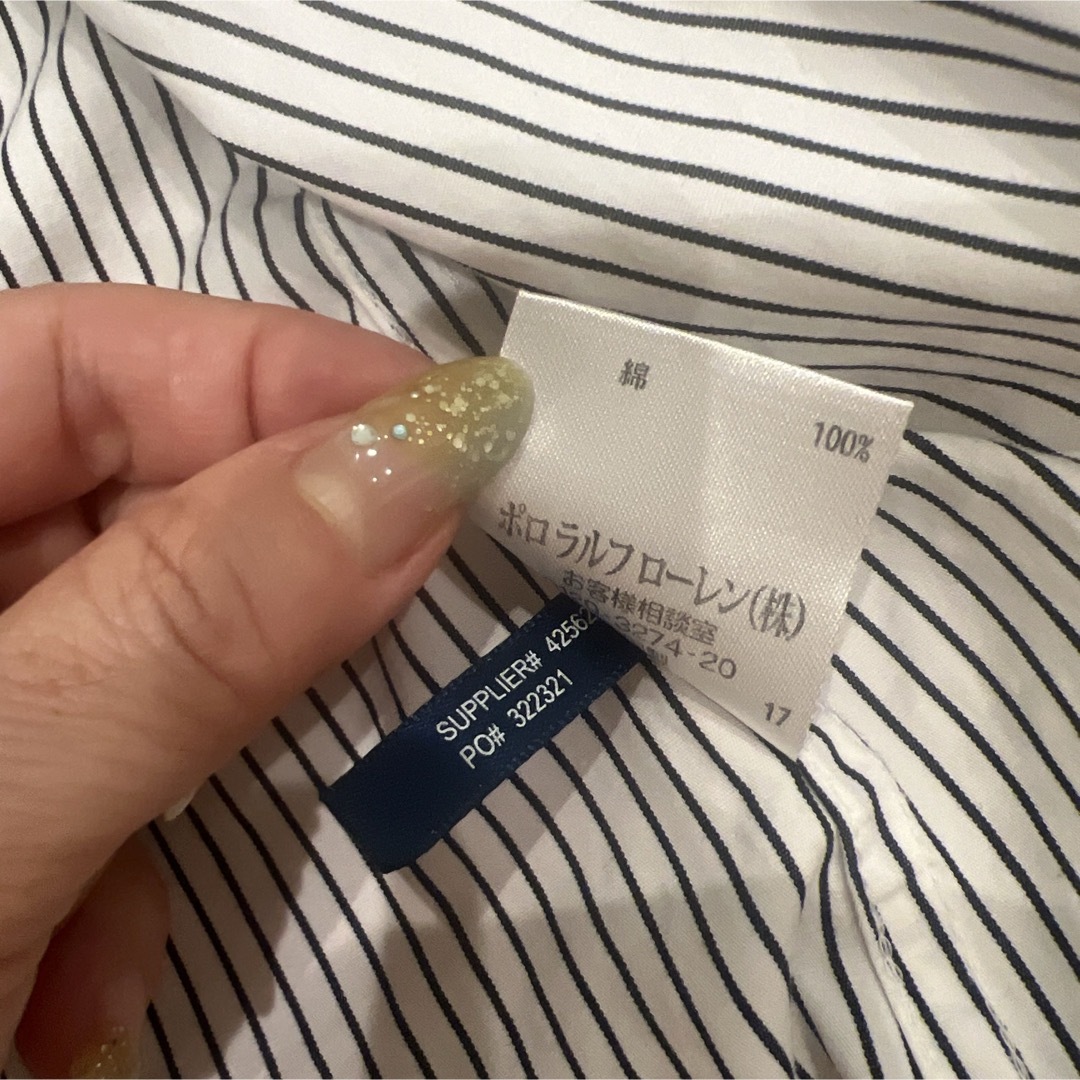 綿
100%
ポロ ラルフ ローレン(株)
お客様相談室
3274-20
17
SUPPLIER# 42562
PO# 322321